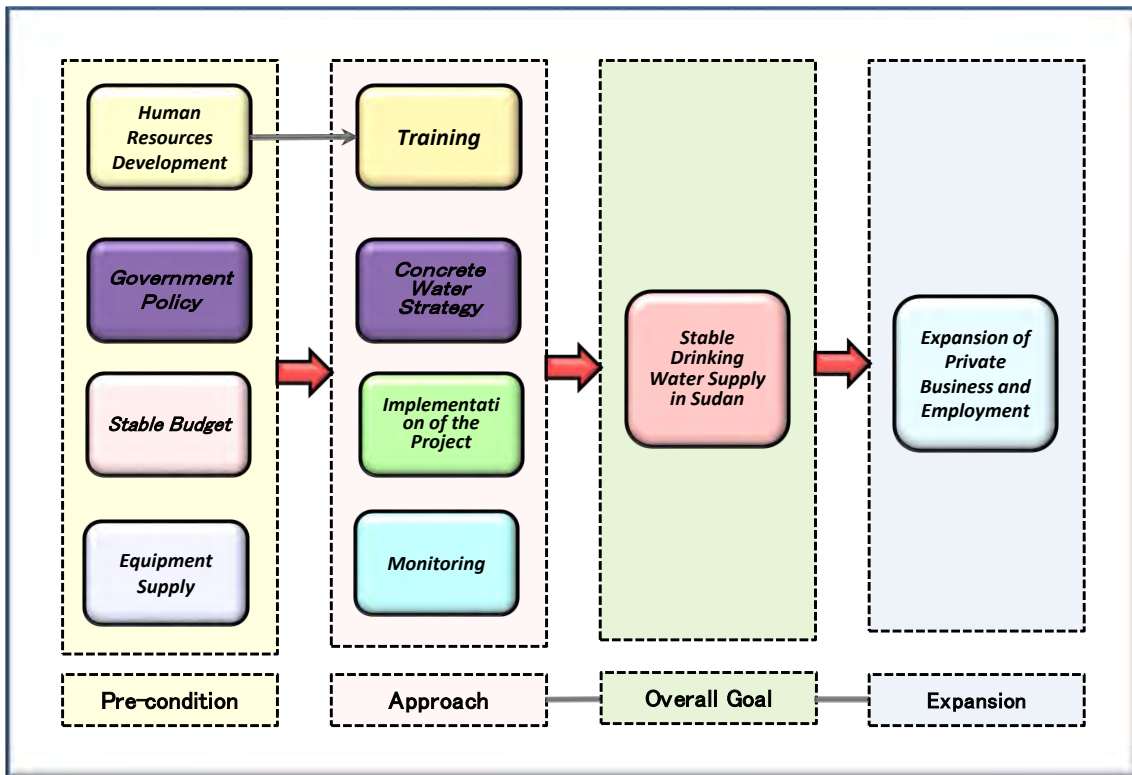 Human
Resources
Development
Government
Policy
Stable Budget
Equipment
Supply
Pre-condition
Training
Concrete
Water
Strategy
Implementati
on of the
Project
Monitoring
Approach
Stable
Drinking
Water Supply
in Sudan
Overall Goal
Expansion of
Private
Business and
Employment
Expansion